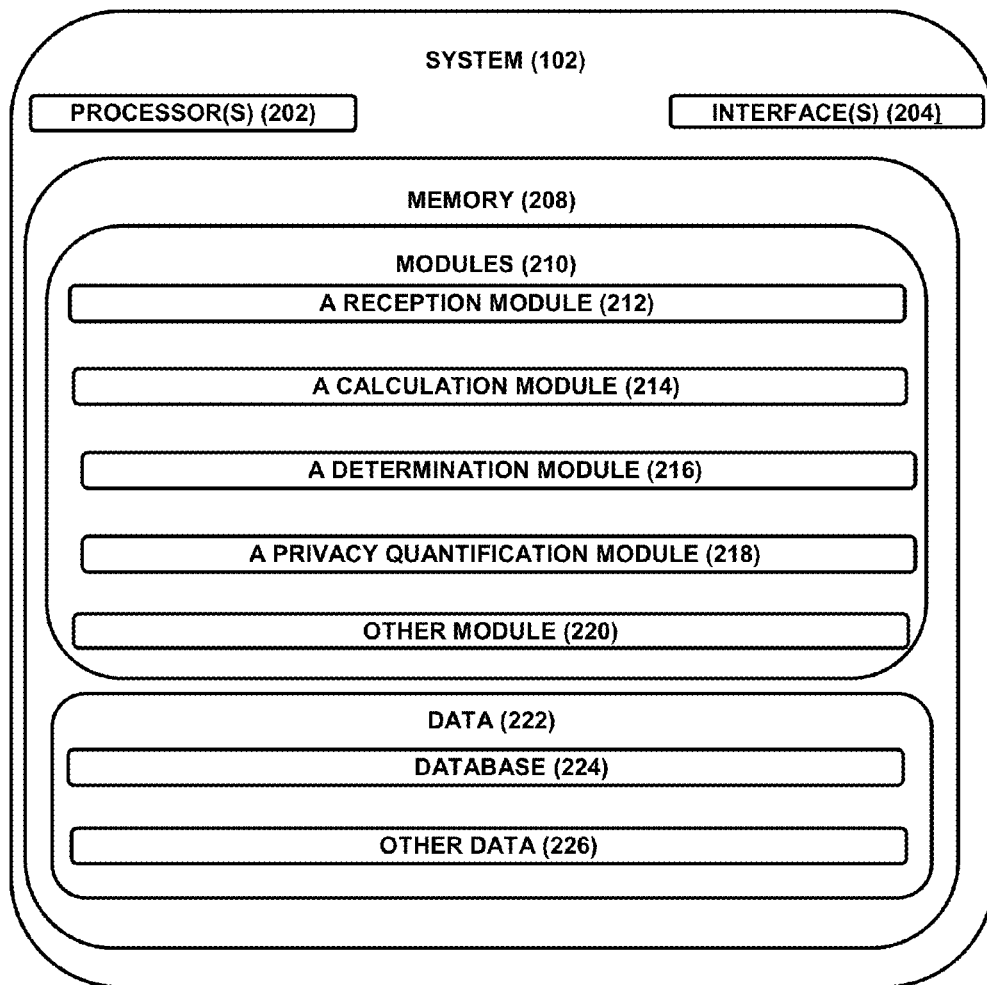 SYSTEM (102)
PROCESSOR(S) (202)
INTERFACE(S) (204)
MEMORY (208)
MODULES (210)
A RECEPTION MODULE (212)
A CALCULATION MODULE (214)
A DETERMINATION MODULE (216)
A PRIVACY QUANTIFICATION MODULE (218)
OTHER MODULE (220)
DATA (222)
DATABASE (224)
OTHER DATA (226)